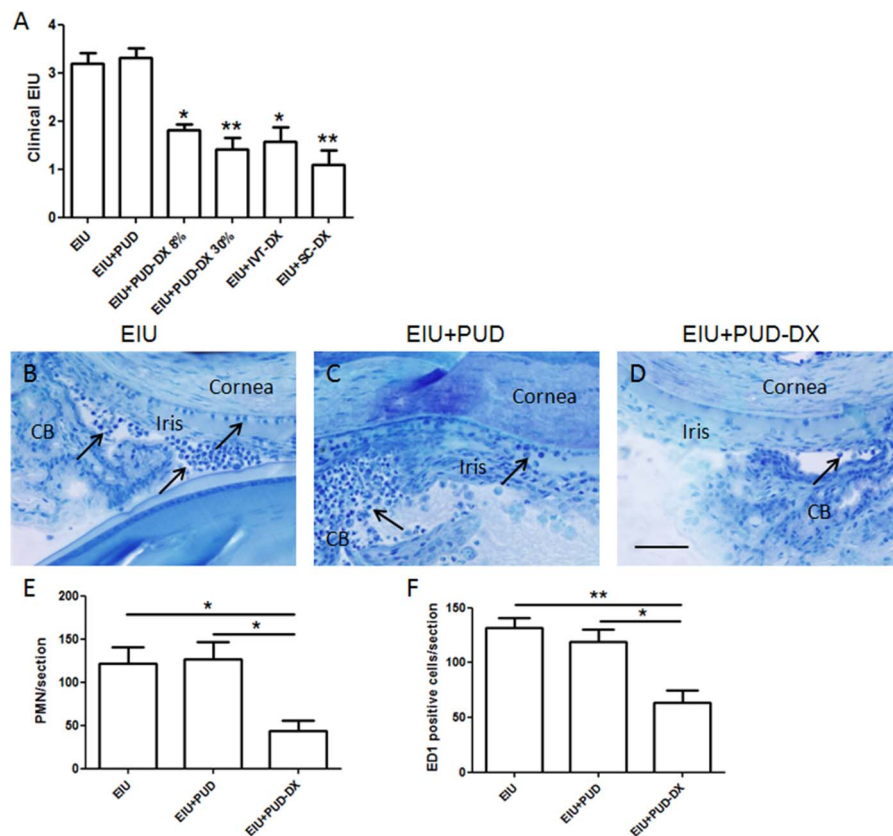 A
Clinical EIU
4
3
2
1
0
*
**
*
**
EIU
EIU+PUD
EIU+PUD-DX 8%
EIU+PUD-DX 30%
EIU+IVT-DX
EIU+SC-DX
EIU
EIU+PUD
EIU+PUD-DX
B
Cornea
Iris
CB
C
Cornea
Iris
CB
D
Cornea
Iris
CB
E
PMN/section
200
150
100
50
0
*
*
EIU
EIU+PUD
EIU+PUD-DX
F
ED1 positive cells/section
150
100
50
0
**
*
EIU
EIU+PUD
EIU+PUD-DX